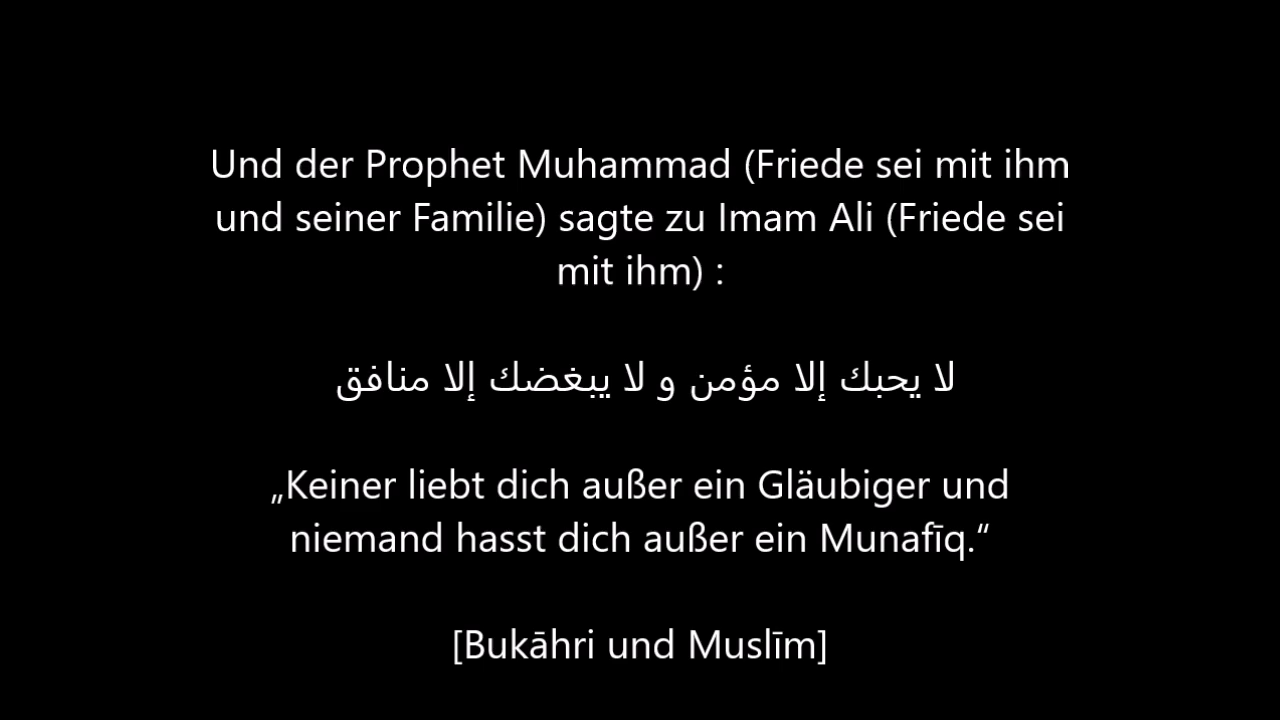 Und der Prophet Muhammad (Friede sei mit ihm
und seiner Familie) sagte zu Imam Ali (Friede sei
mit ihm) :
لا يحبك إلا مؤمن و لا يبغضك إلا منافق
„Keiner liebt dich außer ein Gläubiger und
niemand hasst dich außer ein Munafīq.“
[Bukāhri und Muslīm]